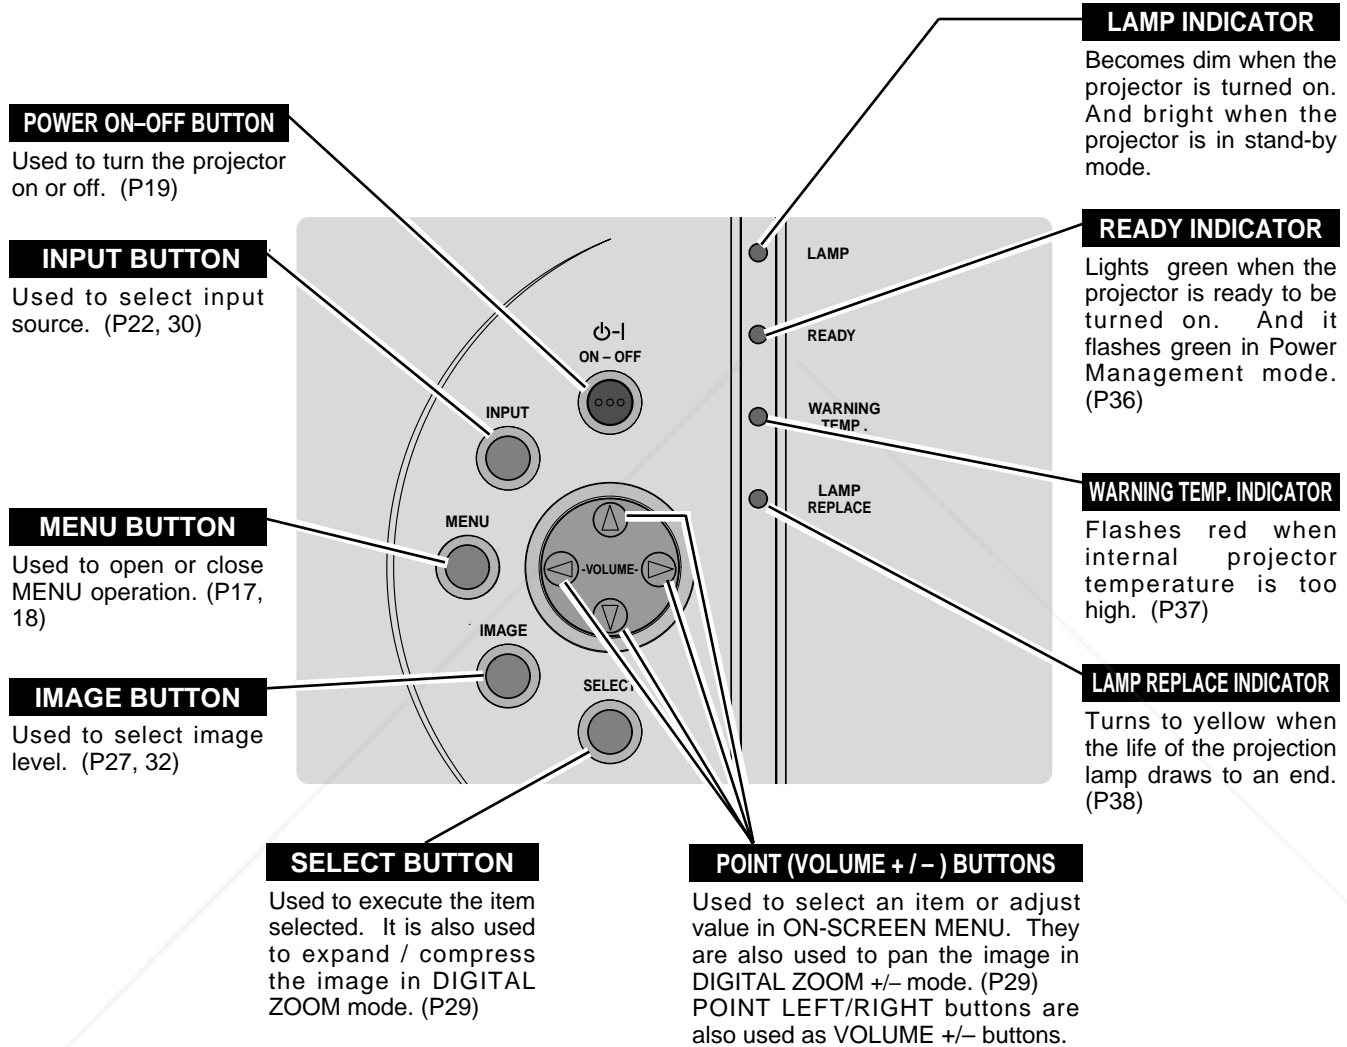 LAMP INDICATOR
Becomes dim when the
projector is turned on.
And bright when the
projector is in stand-by
mode.
POWER ON–OFF BUTTON
Used to turn the projector
on or off. (P19)
INPUT BUTTON
Used to select input
source. (P22, 30)
MENU BUTTON
Used to open or close
MENU operation. (P17,
18)
IMAGE BUTTON
Used to select image
level. (P27, 32)
ON – OFF
INPUT
MENU
-VOLUME-
IMAGE
SELECT
LAMP
READY
WARNING
TEMP .
LAMP
REPLACE
READY INDICATOR
Lights green when the
projector is ready to be
turned on. And it
flashes green in Power
Management mode.
(P36)
WARNING TEMP. INDICATOR
Flashes red when
internal projector
temperature is too
high. (P37)
LAMP REPLACE INDICATOR
Turns to yellow when
the life of the projection
lamp draws to an end.
(P38)
SELECT BUTTON
Used to execute the item
selected. It is also used
to expand / compress
the image in DIGITAL
ZOOM mode. (P29)
POINT (VOLUME + / – ) BUTTONS
Used to select an item or adjust
value in ON-SCREEN MENU. They
are also used to pan the image in
DIGITAL ZOOM +/– mode. (P29)
POINT LEFT/RIGHT buttons are
also used as VOLUME +/– buttons.